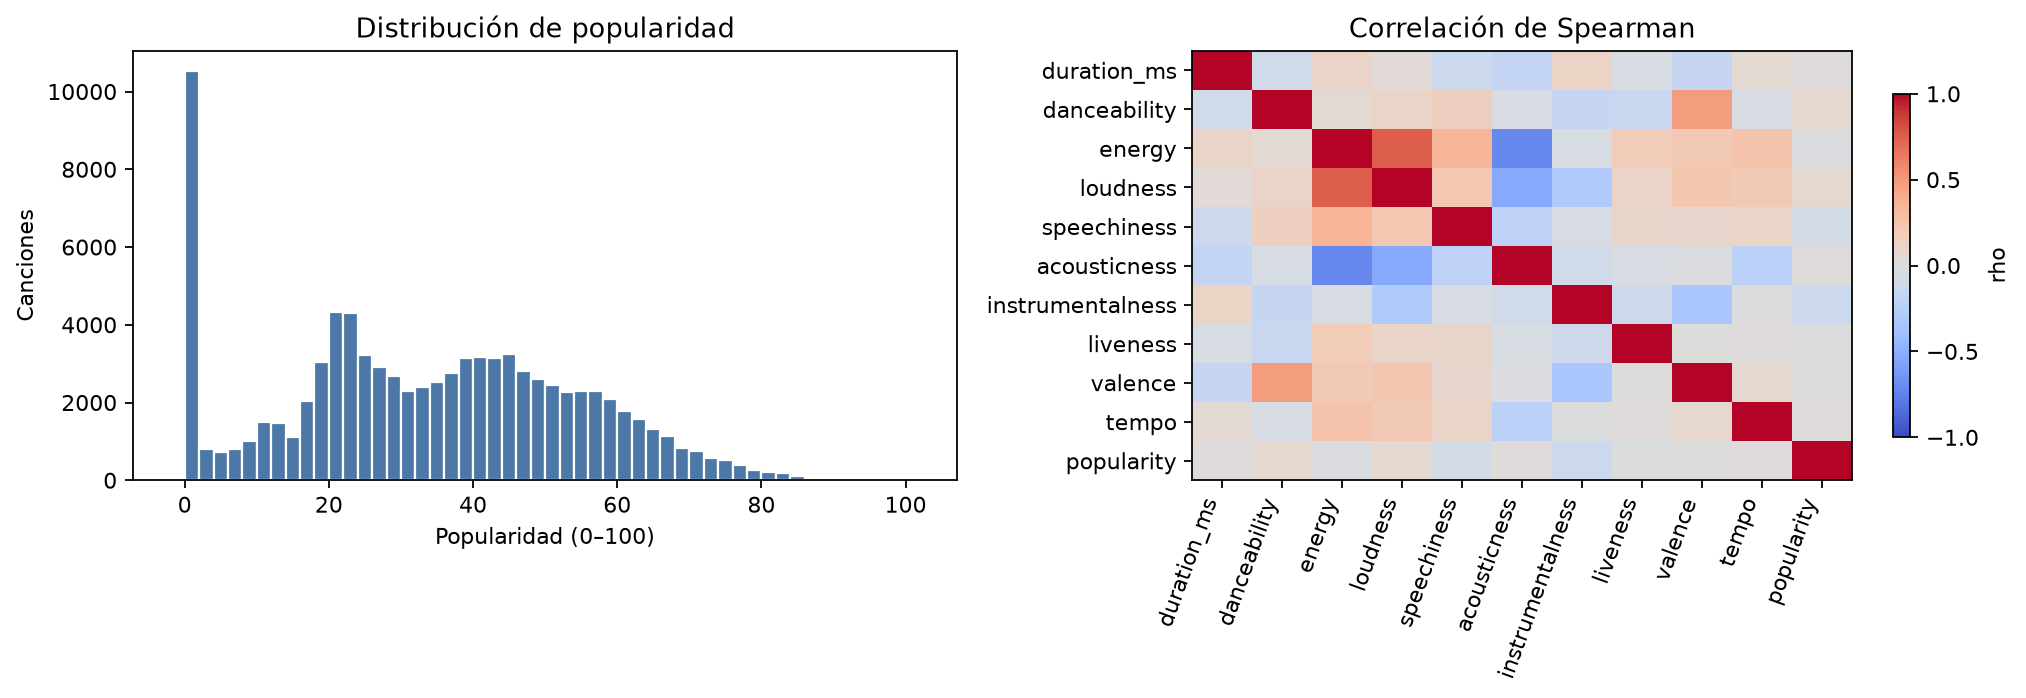 Distribución de popularidad
10000
8000
6000
4000
2000
0
Canciones
0 20 40 60 80 100
Popularidad (0–100)
Correlación de Spearman
duration_ms
danceability
energy
loudness
speechiness
acousticness
instrumentalness
liveness
valence
tempo
popularity
duration_ms
danceability
energy
loudness
speechiness
acousticness
instrumentalness
liveness
valence
tempo
popularity
1.0
0.5
0.0
−0.5
−1.0
rho